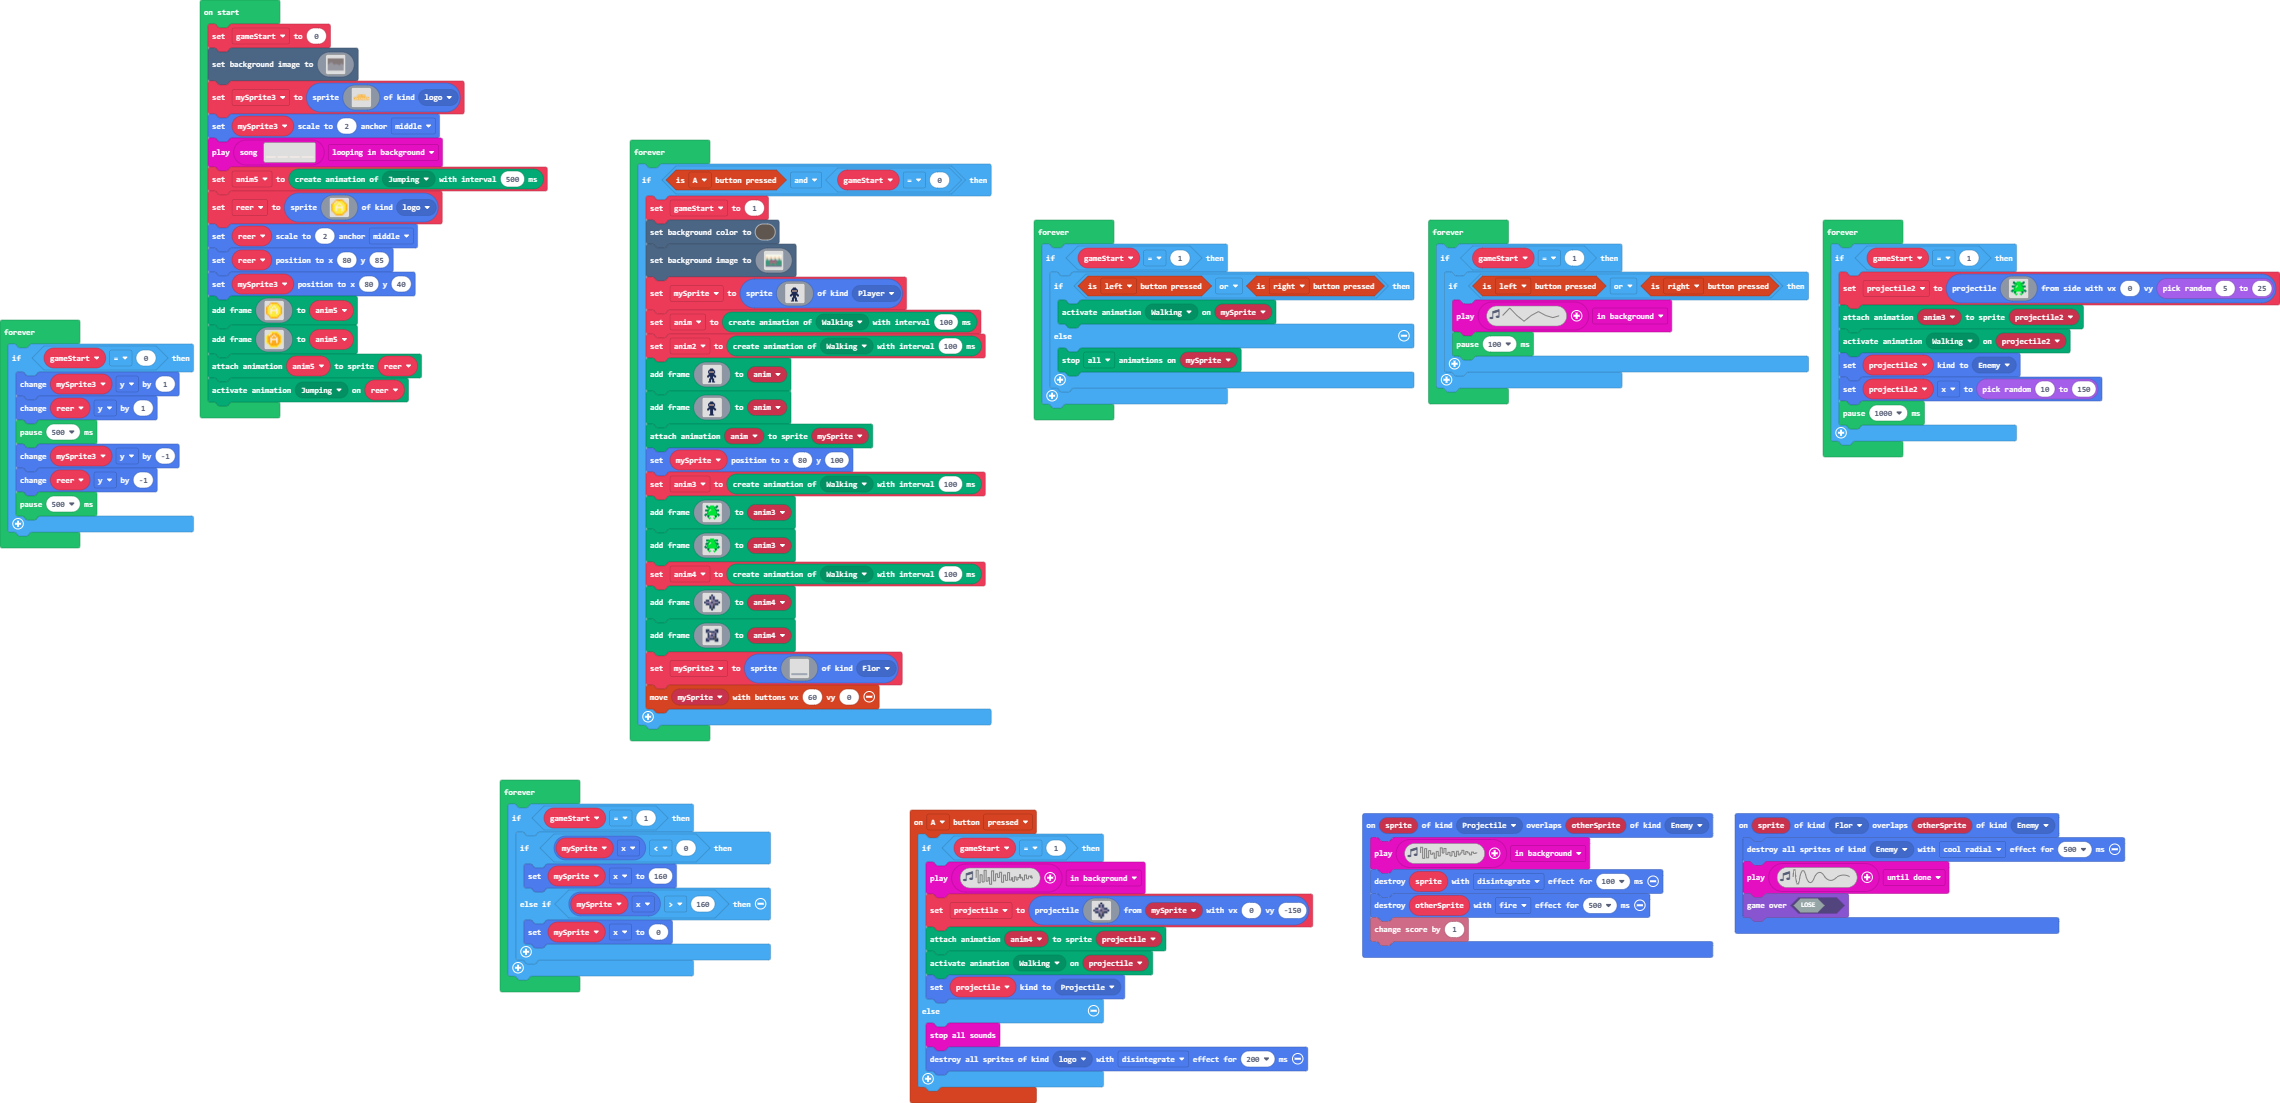 on start
set gameStart to 0
set background image to
set mySprite3 to sprite of kind logo
set mySprite3 scale to 2 anchor middle
play song looping in background
set anim5 to create animation of Jumping with interval 500 ms
set reer to sprite of kind logo
set reer scale to 2 anchor middle
set reer position to x 80 y 85
set mySprite3 position to x 80 y 40
add frame to anim5
add frame to anim5
attach animation anim5 to sprite reer
activate animation Jumping on reer
forever
if gameStart = 0 then
change mySprite3 y by 1
change reer y by 1
pause 500 ms
change mySprite3 y by -1
change reer y by -1
pause 500 ms
forever
if is A button pressed and gameStart = 0 then
set gameStart to 1
set background color to
set background image to
set mySprite to sprite of kind Player
set anim to create animation of Walking with interval 100 ms
set anim2 to create animation of Walking with interval 100 ms
add frame to anim
add frame to anim
attach animation anim to sprite mySprite
set mySprite position to x 80 y 100
set anim3 to create animation of Walking with interval 100 ms
add frame to anim3
add frame to anim3
set anim4 to create animation of Walking with interval 100 ms
add frame to anim4
add frame to anim4
set mySprite2 to sprite of kind Flor
move mySprite with buttons vx 60 vy 0
forever
if gameStart = 1 then
if is left button pressed or is right button pressed then
activate animation Walking on mySprite
else
stop all animations on mySprite
forever
if gameStart = 1 then
if is left button pressed or is right button pressed then
play in background
pause 100 ms
forever
if gameStart = 1 then
set projectile2 to projectile from side with vx 0 vy pick random 5 to 25
attach animation anim3 to sprite projectile2
activate animation Walking on projectile2
set projectile2 kind to Enemy
set projectile2 x to pick random 10 to 150
pause 1000 ms
forever
if gameStart = 1 then
if mySprite x < 0 then
set mySprite x to 160
else if mySprite x > 160 then
set mySprite x to 0
on A button pressed
if gameStart = 1 then
play in background
set projectile to projectile from mySprite with vx 0 vy -150
attach animation anim4 to sprite projectile
activate animation Walking on projectile
set projectile kind to Projectile
else
stop all sounds
destroy all sprites of kind logo with disintegrate effect for 200 ms
on sprite of kind Projectile overlaps otherSprite of kind Enemy
play in background
destroy sprite with disintegrate effect for 100 ms
destroy otherSprite with fire effect for 500 ms
change score by 1
on sprite of kind Flor overlaps otherSprite of kind Enemy
destroy all sprites of kind Enemy with cool radial effect for 500 ms
play until done
game over LOSE